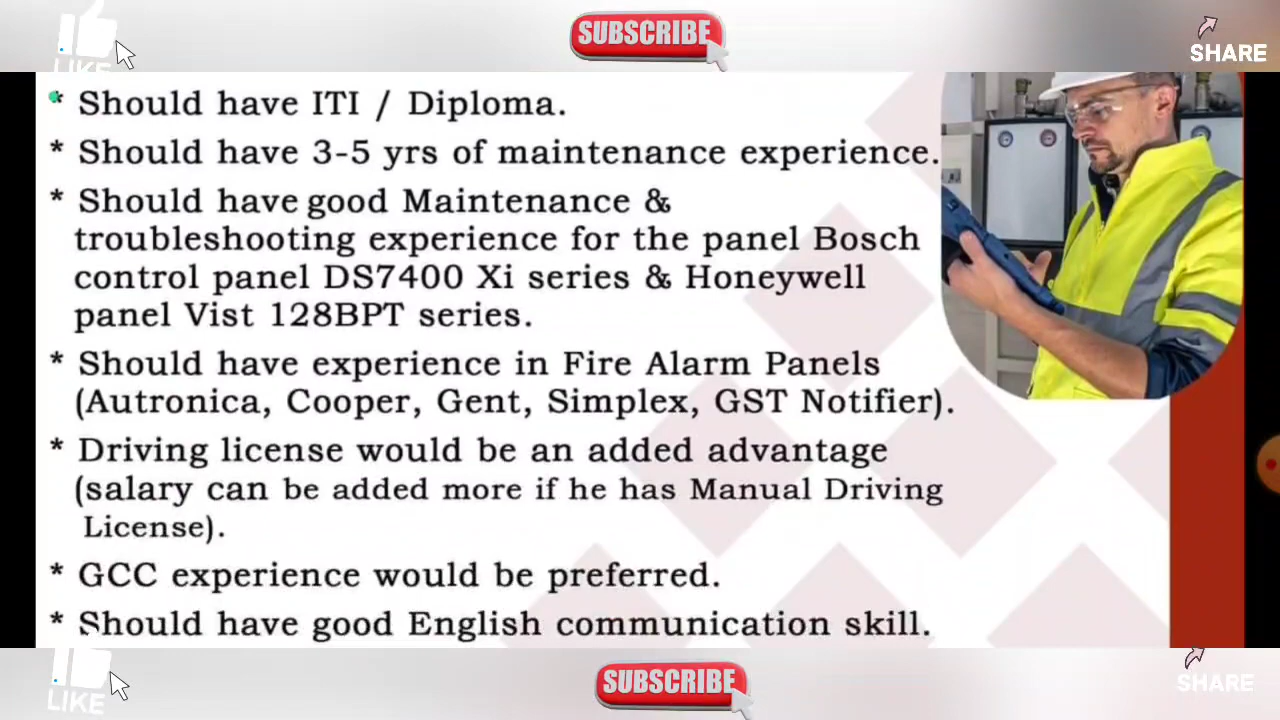 LIKE
SUBSCRIBE
SHARE
* Should have ITI / Diploma.
* Should have 3-5 yrs of maintenance experience.
* Should have good Maintenance &
troubleshooting experience for the panel Bosch
control panel DS7400 Xi series & Honeywell
panel Vist 128BPT series.
* Should have experience in Fire Alarm Panels
(Autronica, Cooper, Gent, Simplex, GST Notifier).
* Driving license would be an added advantage
(salary can be added more if he has Manual Driving
License).
* GCC experience would be preferred.
* Should have good English communication skill.
LIKE
SUBSCRIBE
SHARE